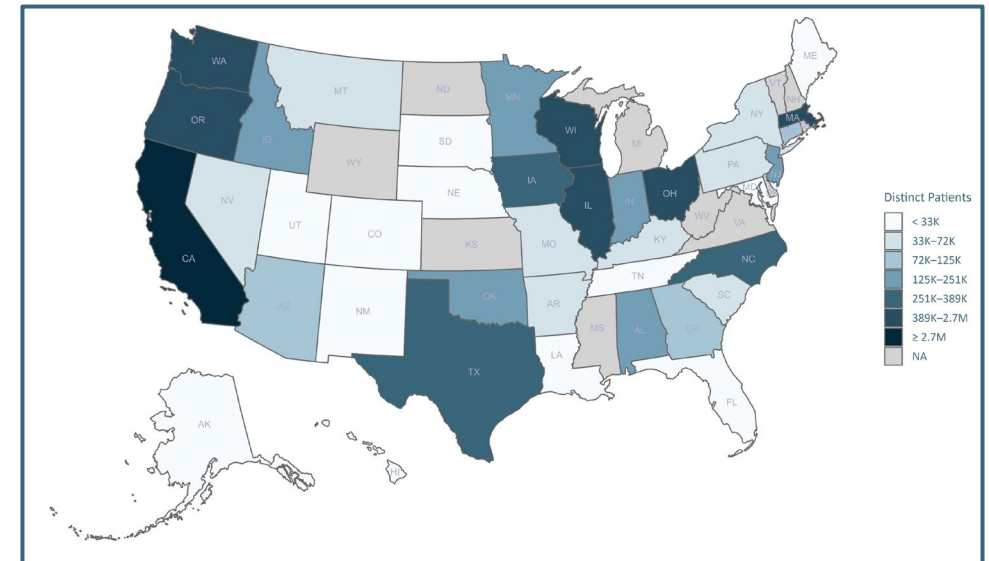 ME
WA
MT
ND
MN
VT
NH
OR
ID
SD
WI
NY
MA
WY
MI
IA
NE
PA
NJ
NV
UT
CO
IL
IN
OH
MD
WV
VA
KS
MO
KY
CA
NC
TN
AZ
NM
OK
AR
SC
TX
MS
AL
GA
LA
FL
AK
HI
Distinct Patients
< 33K
33K–72K
72K–125K
125K–251K
251K–389K
389K–2.7M
≥ 2.7M
NA